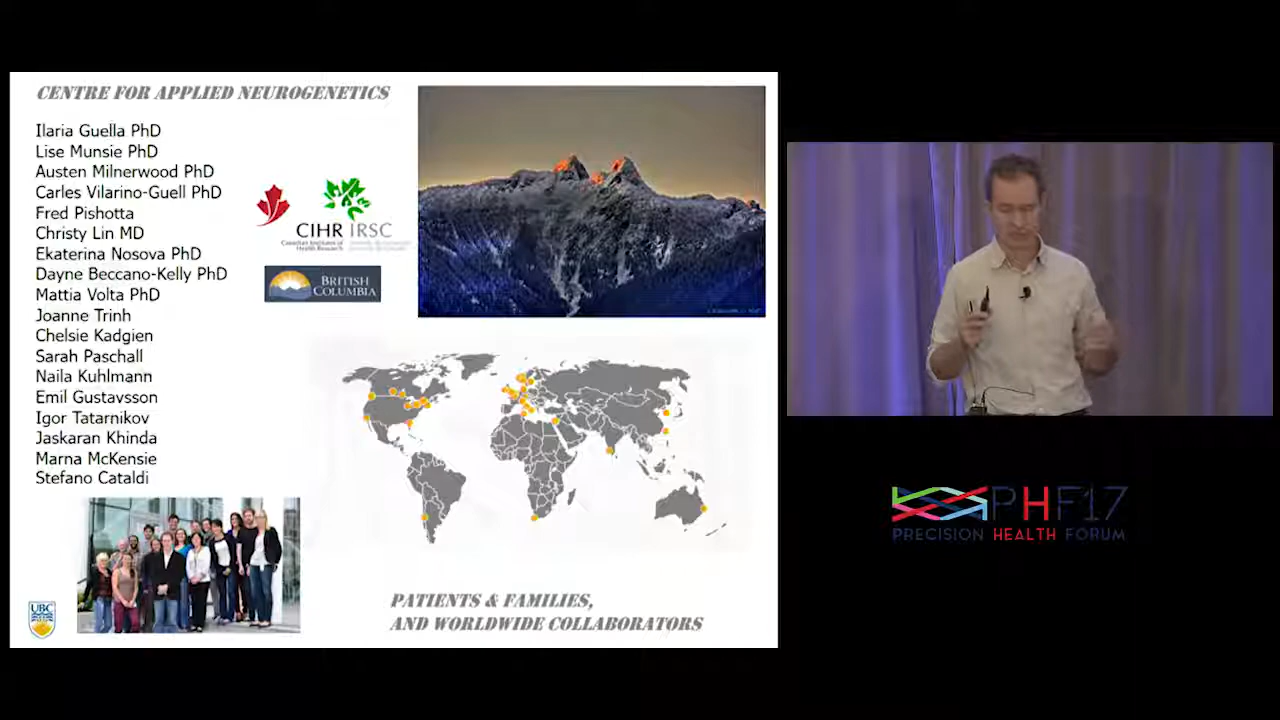 CENTRE FOR APPLIED NEUROGENETICS
Ilaria Guella PhD
Lise Munsie PhD
Austen Milnerwood PhD
Carles Vilarino-Guell PhD
Fred Pishotta
Christy Lin MD
Ekaterina Nosova PhD
Dayne Beccano-Kelly PhD
Mattia Volta PhD
Joanne Trinh
Chelsie Kadgien
Sarah Paschall
Naila Kuhlmann
Emil Gustavsson
Igor Tatarnikov
Jaskaran Khinda
Marna McKensie
Stefano Cataldi
CIHR IRSC
Canadian Institutes of
Health Research
BRITISH
COLUMBIA
UBC
PATIENTS & FAMILIES,
AND WORLDWIDE COLLABORATORS
PHF17
PRECISION HEALTH FORUM